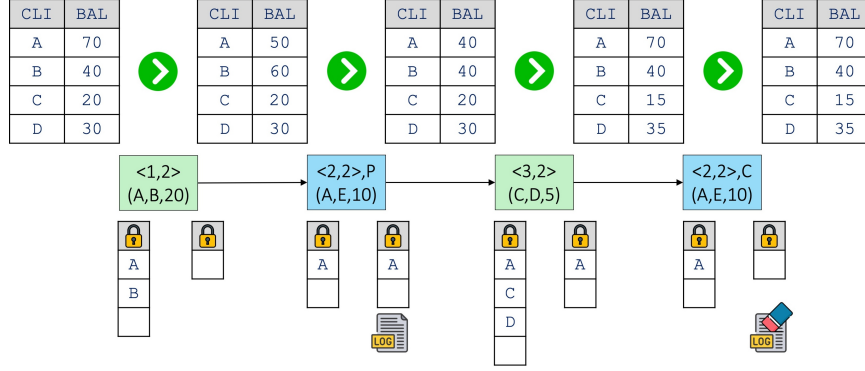 CLI BAL CLI BAL CLI BAL CLI BAL CLI BAL
A 70 A 50 A 40 A 70 A 70
B 40 B 60 B 40 B 40 B 40
C 20 C 20 C 20 C 15 C 15
D 30 D 30 D 30 D 35 D 35
<1,2> <2,2>,P <3,2> <2,2>,C
(A,B,20) (A,E,10) (C,D,5) (A,E,10)
A A A A A A
B C
D
LOG LOG